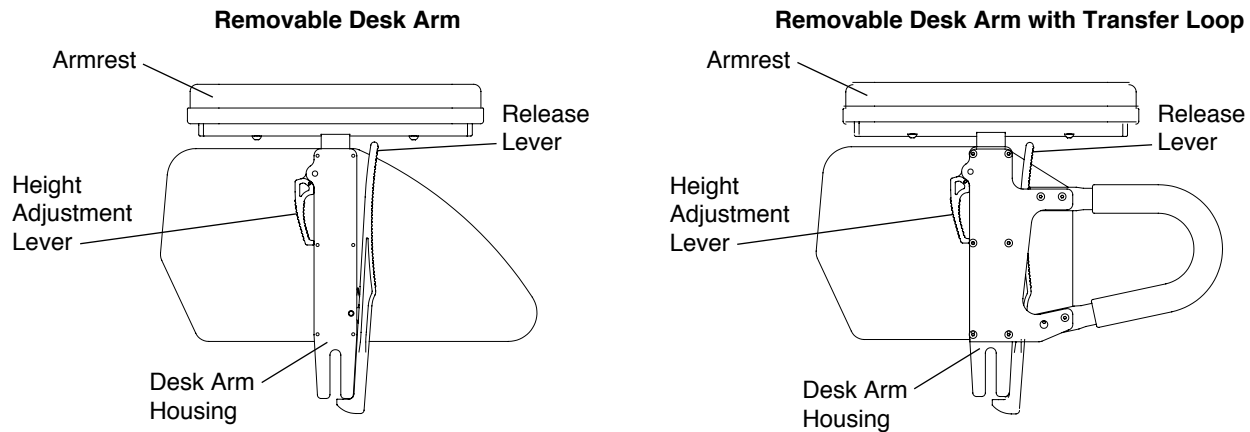 Removable Desk Arm
Armrest
Release
Lever
Height
Adjustment
Lever
Desk Arm
Housing
Removable Desk Arm with Transfer Loop
Armrest
Release
Lever
Height
Adjustment
Lever
Desk Arm
Housing